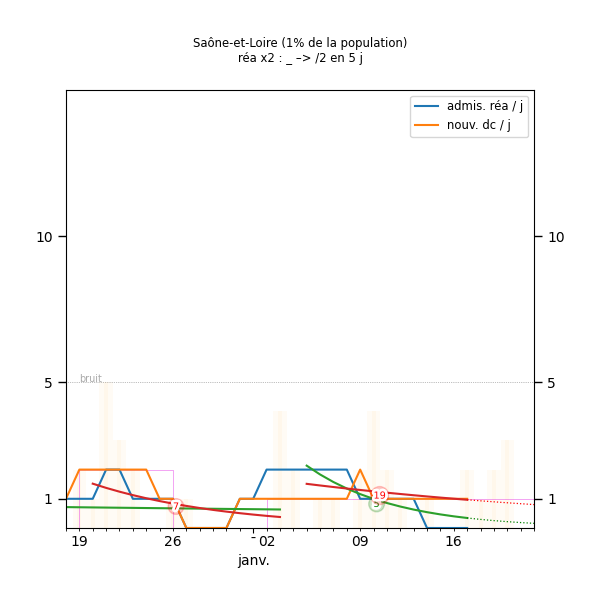 Saône-et-Loire (1% de la population)
réa x2 : _ –> /2 en 5 j
admis. réa / j
nouv. dc / j
10 10
bruit
5 5
7 19
1 1
19 26 - 02 09 16
janv.